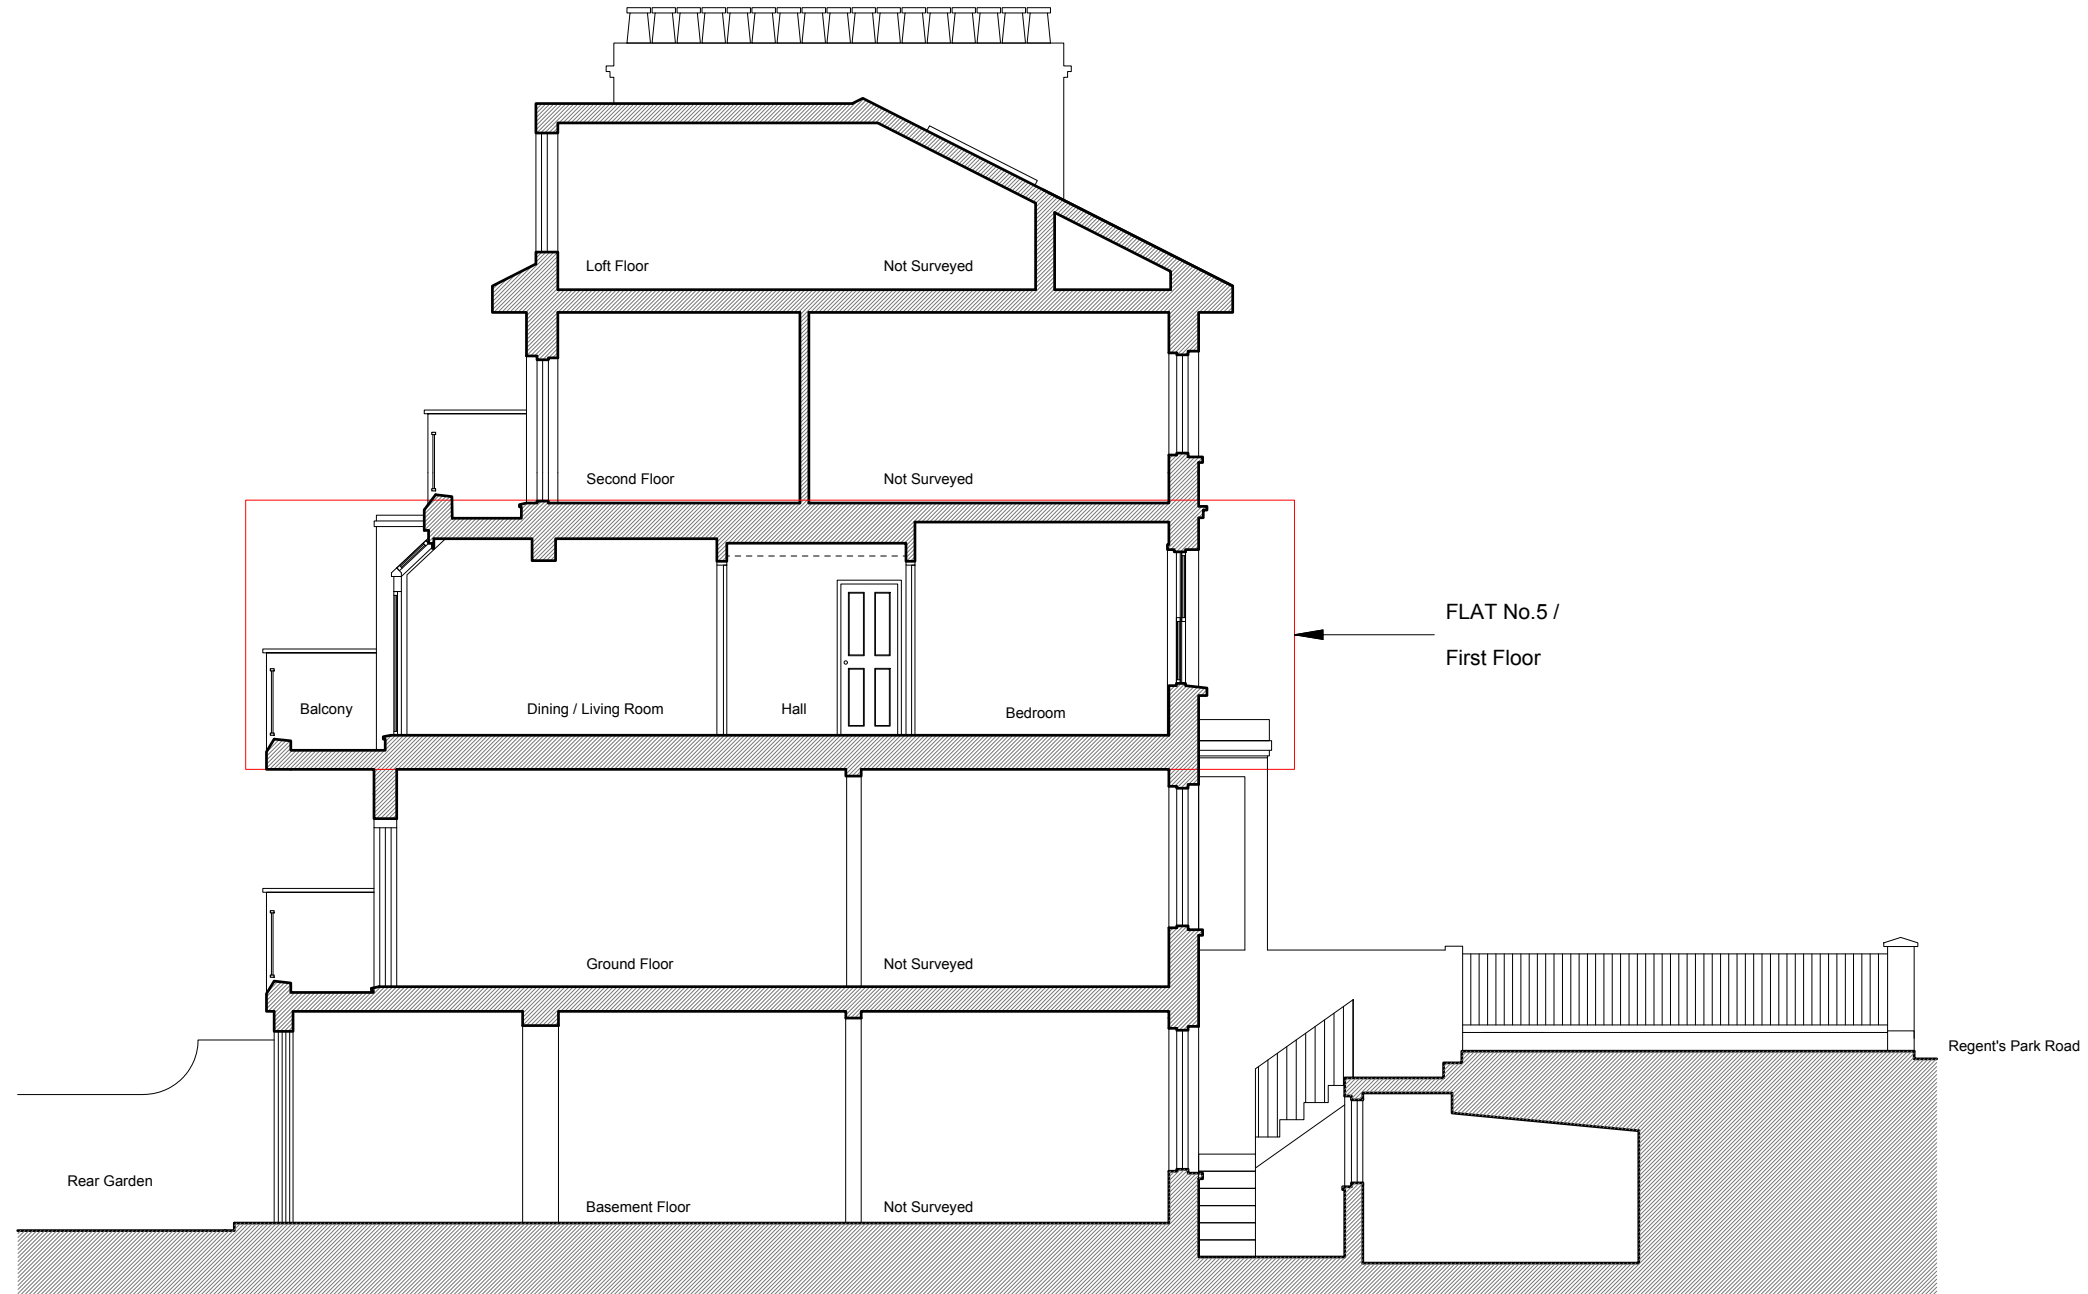 Loft Floor Not Surveyed
Second Floor Not Surveyed
FLAT No.5 /
First Floor
Balcony Dining / Living Room Hall Bedroom
Ground Floor Not Surveyed
Regent's Park Road
Rear Garden
Basement Floor Not Surveyed